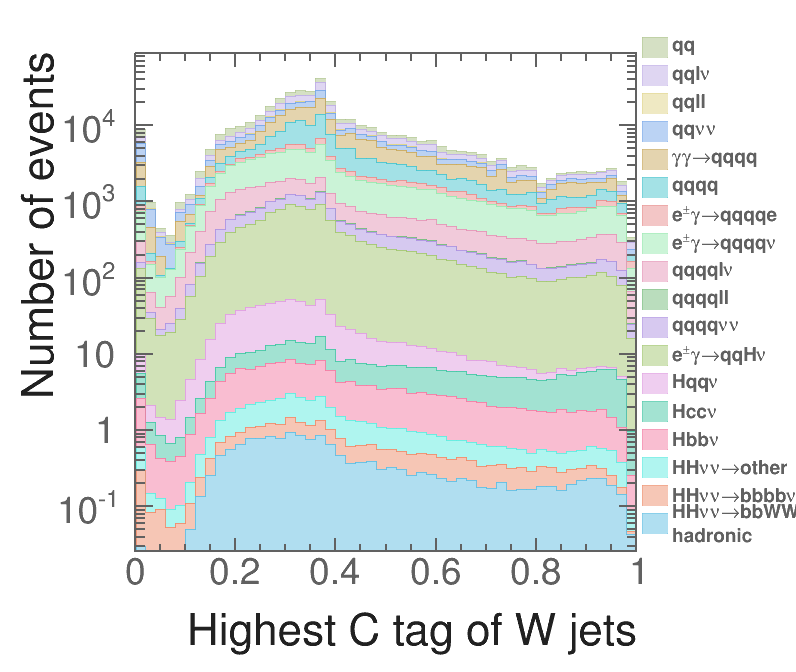 Number of events
10⁴
10³
10²
10
1
10⁻¹
0
0.2
0.4
0.6
0.8
1
Highest C tag of W jets
qq
qqlν
qqll
qqνν
γγ→qqqq
qqqq
e±γ→qqqqe
e±γ→qqqqν
qqqqlν
qqqqll
qqqqνν
e±γ→qqHν
Hqqν
Hccν
Hbbν
HHνν→other
HHνν→bbbbν
HHνν→bbWW
hadronic